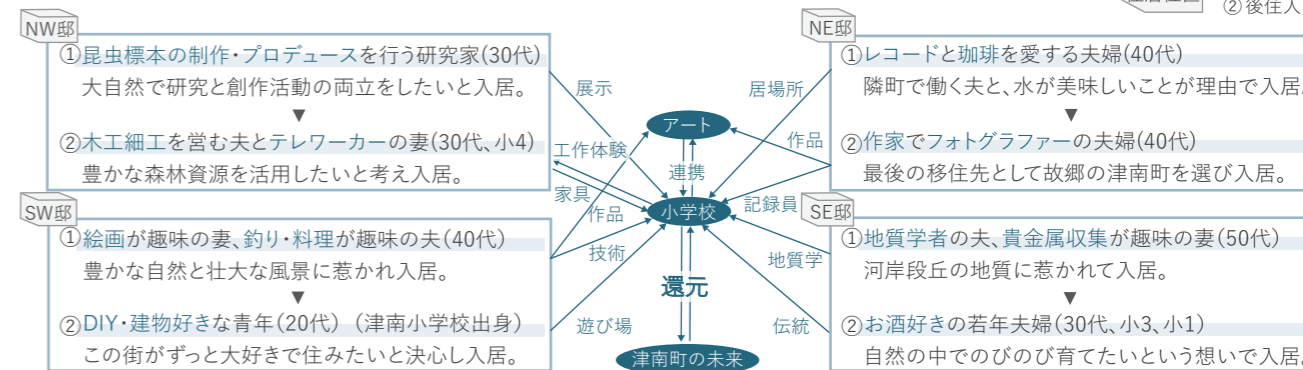 ②後住人
NW邸
①昆虫標本の制作・プロデュースを行う研究家(30代)
大自然で研究と創作活動の両立をしたいと入居。
▼
②木工細工を営む夫とテレワーカーの妻(30代、小4)
豊かな森林資源を活用したいと考え入居。
SW邸
①絵画が趣味の妻、釣り・料理が趣味の夫(40代)
豊かな自然と壮大な風景に惹かれ入居。
▼
②DIY・建物好きな青年(20代) (津南小学校出身)
この街がずっと大好きで住みたいと決心し入居。
展示
居場所
アート
工作体験
作品
連携
家具
作品
小学校
記録員
技術
地質学
還元
遊び場
伝統
津南町の未来
NE邸
①レコードと珈琲を愛する夫婦(40代)
隣町で働く夫と、水が美味しいことが理由で入居。
▼
②作家でフォトグラファーの夫婦(40代)
最後の移住先として故郷の津南町を選び入居。
SE邸
①地質学者の夫、貴金属収集が趣味の妻(50代)
河岸段丘の地質に惹かれて入居。
▼
②お酒好きの若年夫婦(30代、小3、小1)
自然の中でのびのび育てたいという想いで入居。